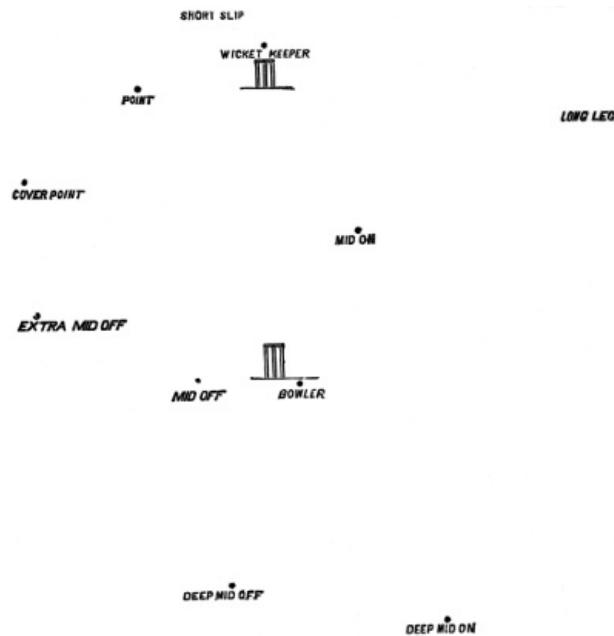 SHORT SLIP
WICKET KEEPER
POINT
LONG LEG
COVER POINT
MID ON
EXTRA MID OFF
MID OFF
BOWLER
DEEP MID OFF
DEEP MID ON